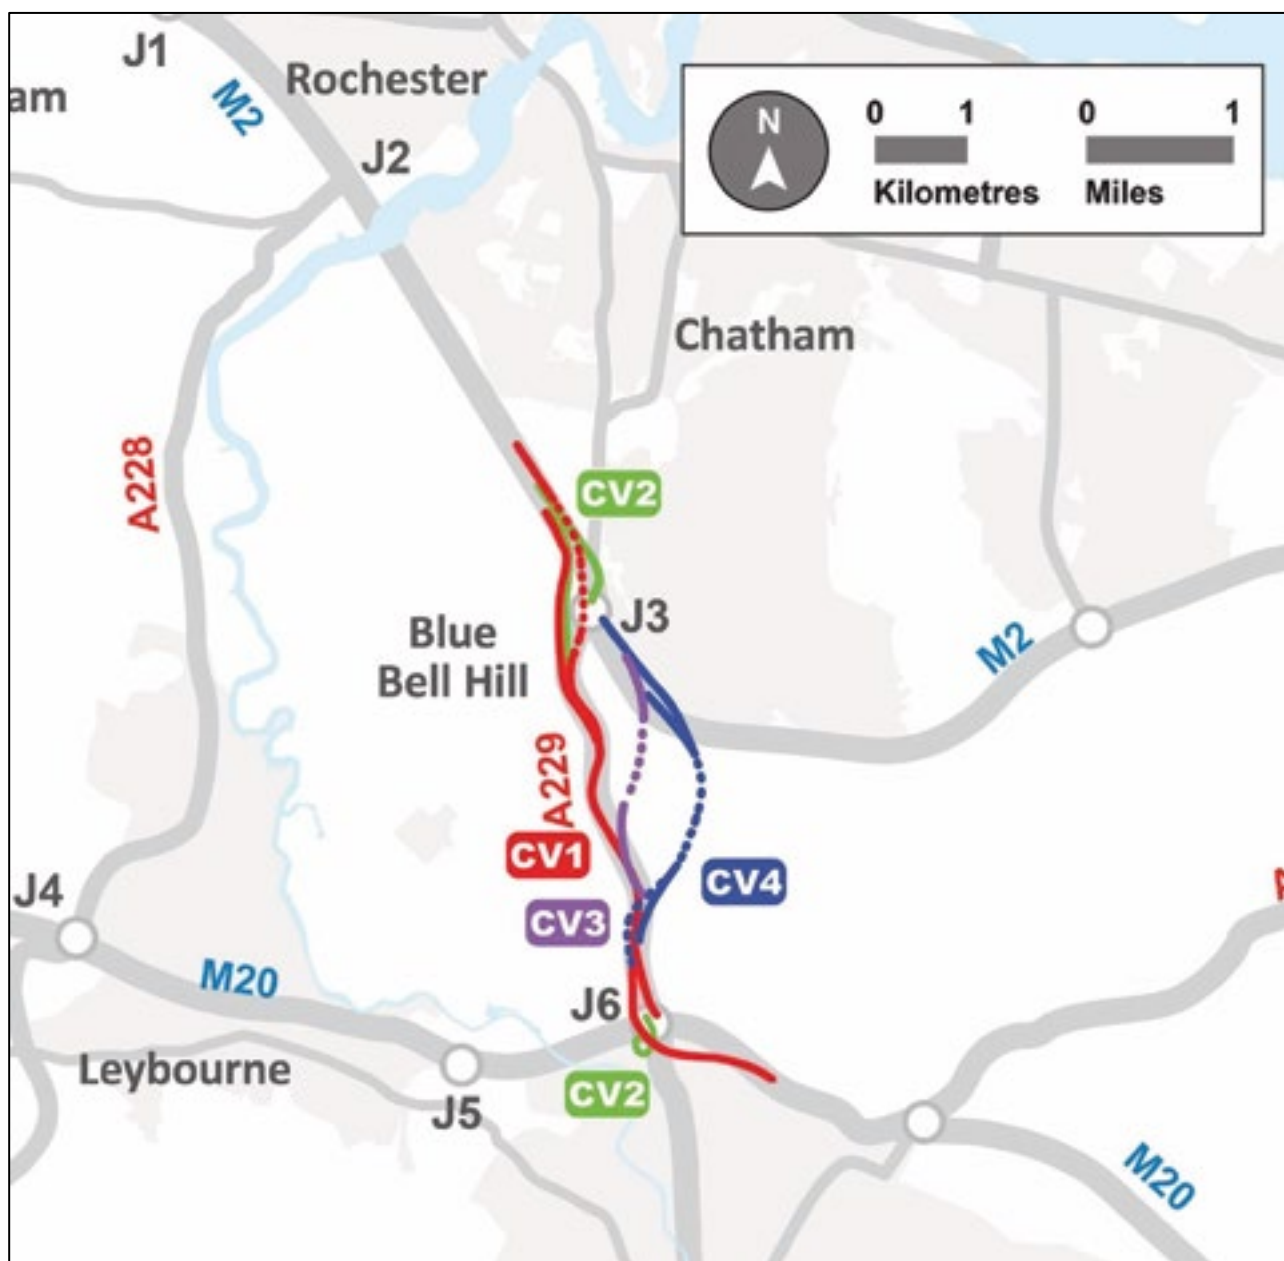 J1
Rochester
M2
am
J2
N
0 1
Kilometres
0 1
Miles
Chatham
A228
CV2
J3
Blue
Bell Hill
M2
A229
CV1
CV4
CV3
J4
M20
J6
Leybourne
J5
CV2
M20